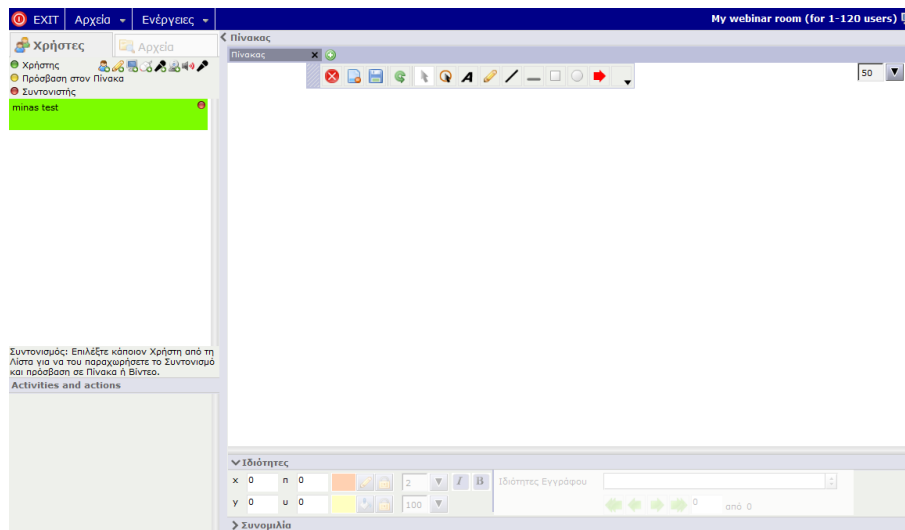 EXIT Αρχεία Ενέργειες My webinar room (for 1-120 users)
Χρήστες Αρχεία
Χρήστης
Πρόσβαση στον Πίνακα
Συντονιστής
minas test
Συντονισμός: Επιλέξτε κάποιον Χρήστη από τη
Λίστα για να του παραχωρήσετε το Συντονισμό
και πρόσβαση σε Πίνακα ή Βίντεο.
Activities and actions
Πίνακας
Πίνακας
50
Ιδιότητες
x 0 π 0 2 I B Ιδιότητες Εγγράφου
y 0 υ 0 100 0 από 0
Συνομιλία